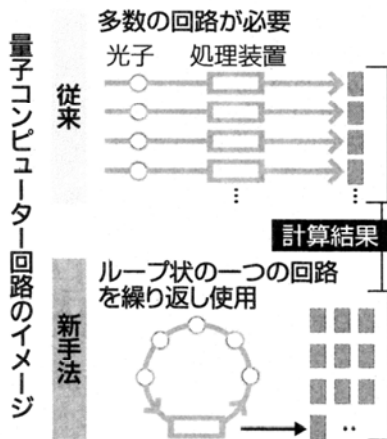 量子コンピューター回路のイメージ
従来
多数の回路が必要
光子 処理装置
計算結果
新手法
ループ状の一つの回路
を繰り返し使用